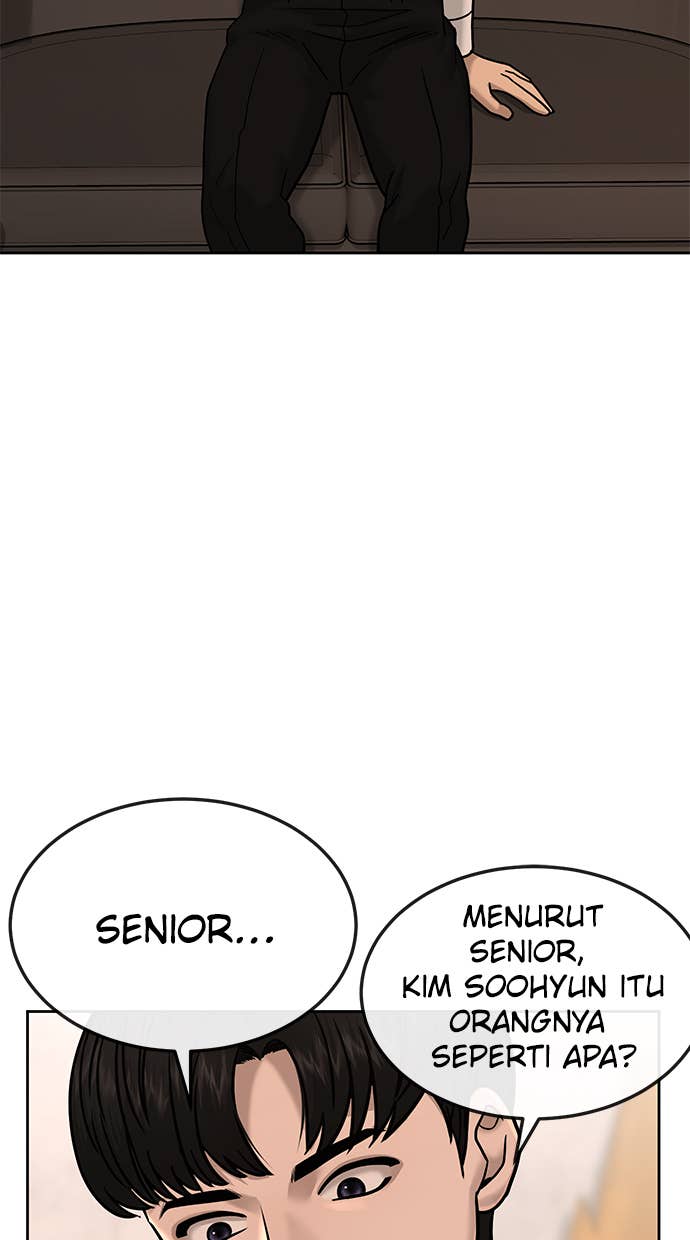 SENIOR...
MENURUT
SENIOR,
KIM SOOHYUN ITU
ORANGNYA
SEPERTI APA?